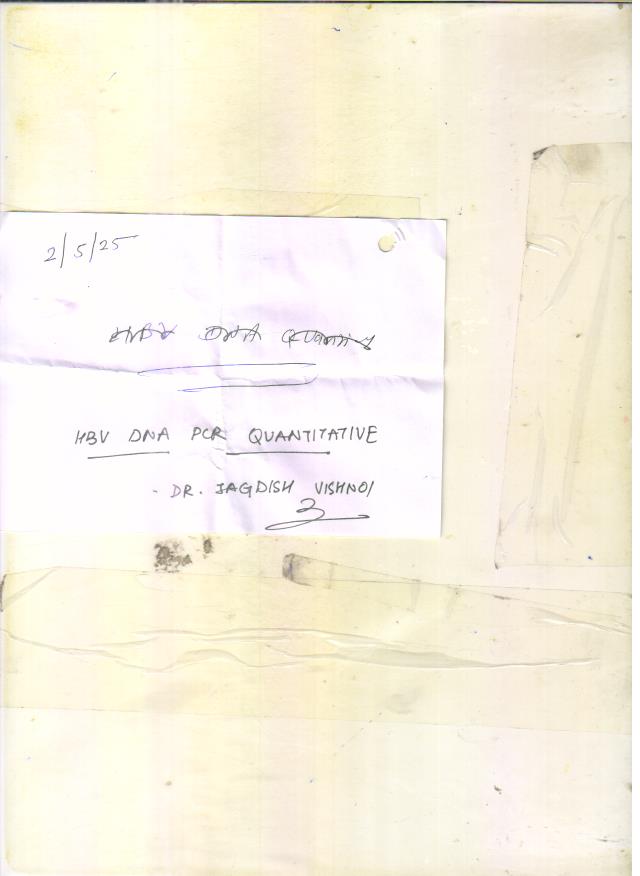 2/5/25
HBV DNA PCR QUANTITATIVE
- DR. JAGDISH VISHNOI